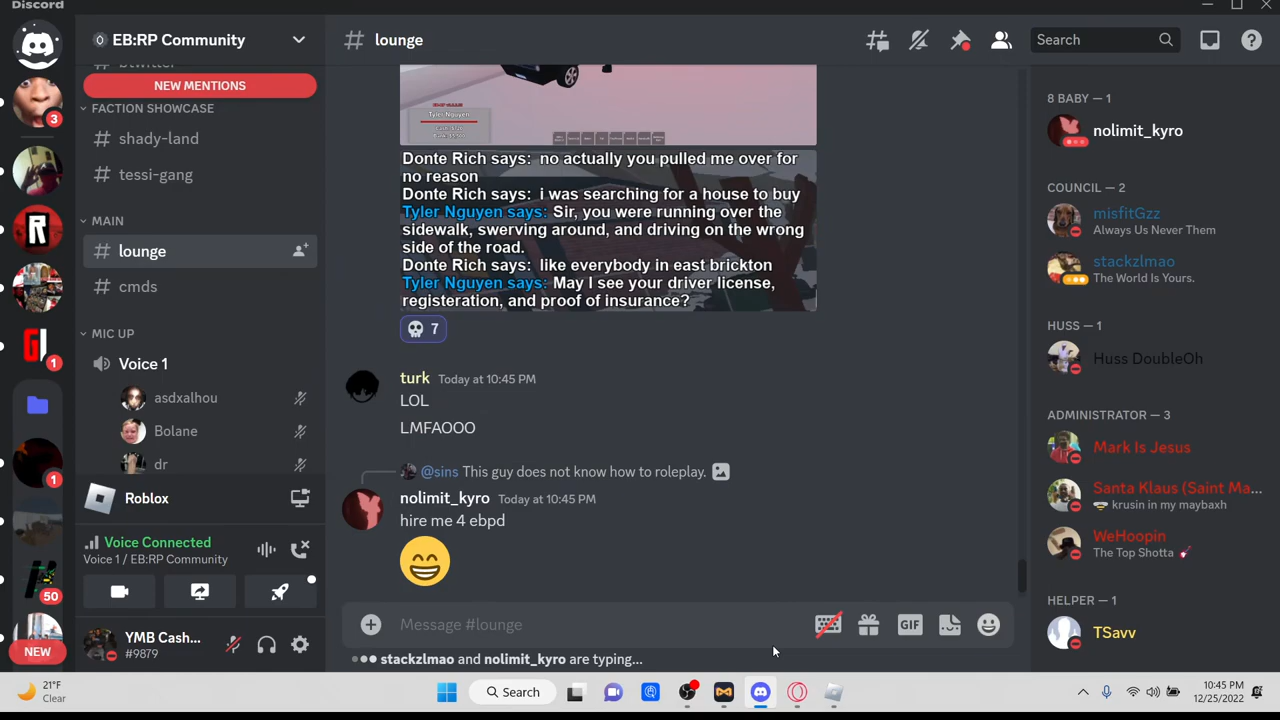 Discord
EB:RP Community
lounge
Search
NEW MENTIONS
FACTION SHOWCASE
shady-land
tessi-gang
MAIN
lounge
cmds
MIC UP
Voice 1
asdxalhou
Bolane
dr
Roblox
Voice Connected
Voice 1 / EB:RP Community
YMB Cash...
#9879
3
1
1
50
NEW
Tyler Nguyen
Donte Rich says: no actually you pulled me over for
no reason
Donte Rich says: i was searching for a house to buy
Tyler Nguyen says: Sir, you were running over the
sidewalk, swerving around, and driving on the wrong
side of the road.
Donte Rich says: like everybody in east brickton
Tyler Nguyen says: May I see your driver license,
registeration, and proof of insurance?
7
turk Today at 10:45 PM
LOL
LMFAOOO
@sins This guy does not know how to roleplay.
nolimit_kyro Today at 10:45 PM
hire me 4 ebpd
Message #lounge
GIF
stackzlmao and nolimit_kyro are typing...
8 BABY — 1
nolimit_kyro
COUNCIL — 2
misfitGzz
Always Us Never Them
stackzlmao
The World Is Yours.
HUSS — 1
Huss DoubleOh
ADMINISTRATOR — 3
Mark Is Jesus
Santa Klaus (Saint Ma...
krusin in my maybaxh
WeHoopin
The Top Shotta
HELPER — 1
TSavv
21°F
Clear
Search
10:45 PM
12/25/2022